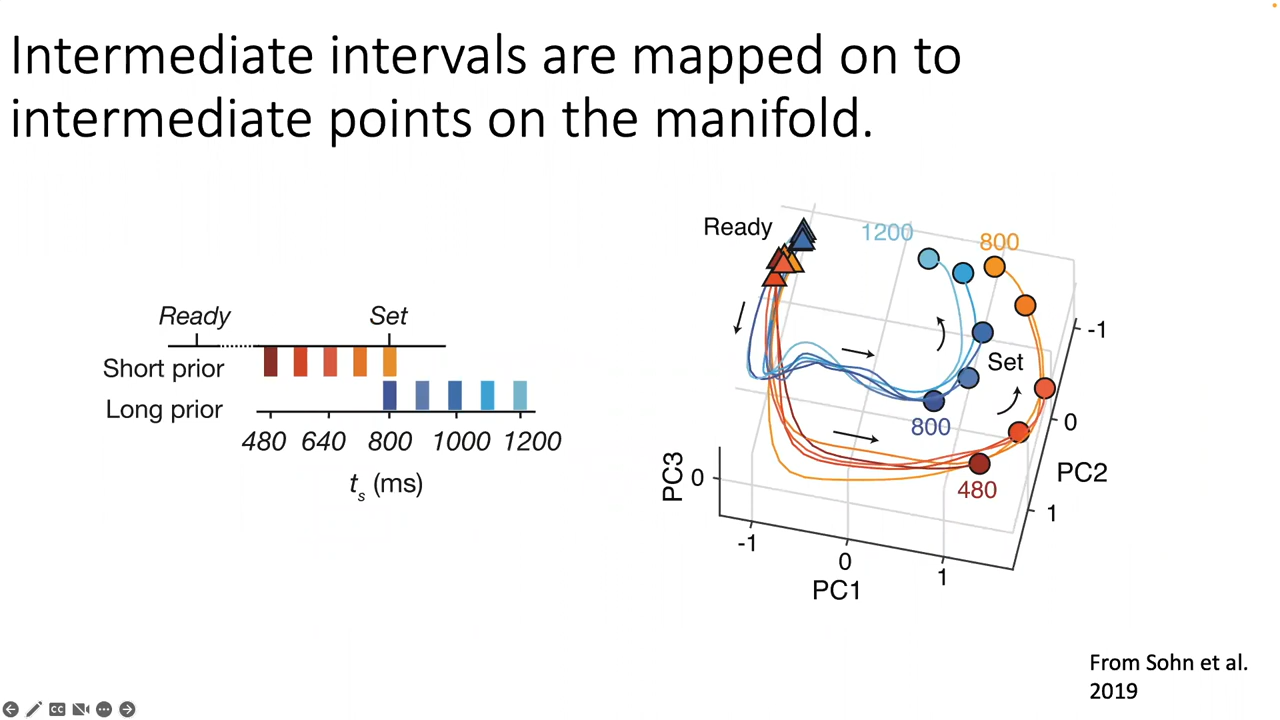 Intermediate intervals are mapped on to
intermediate points on the manifold.
Ready
Set
Short prior
Long prior
480 640 800 1000 1200
ts (ms)
Ready
1200
800
Set
800
480
PC3
0
-1
0
1
PC1
-1
0
1
PC2
From Sohn et al.
2019
CC